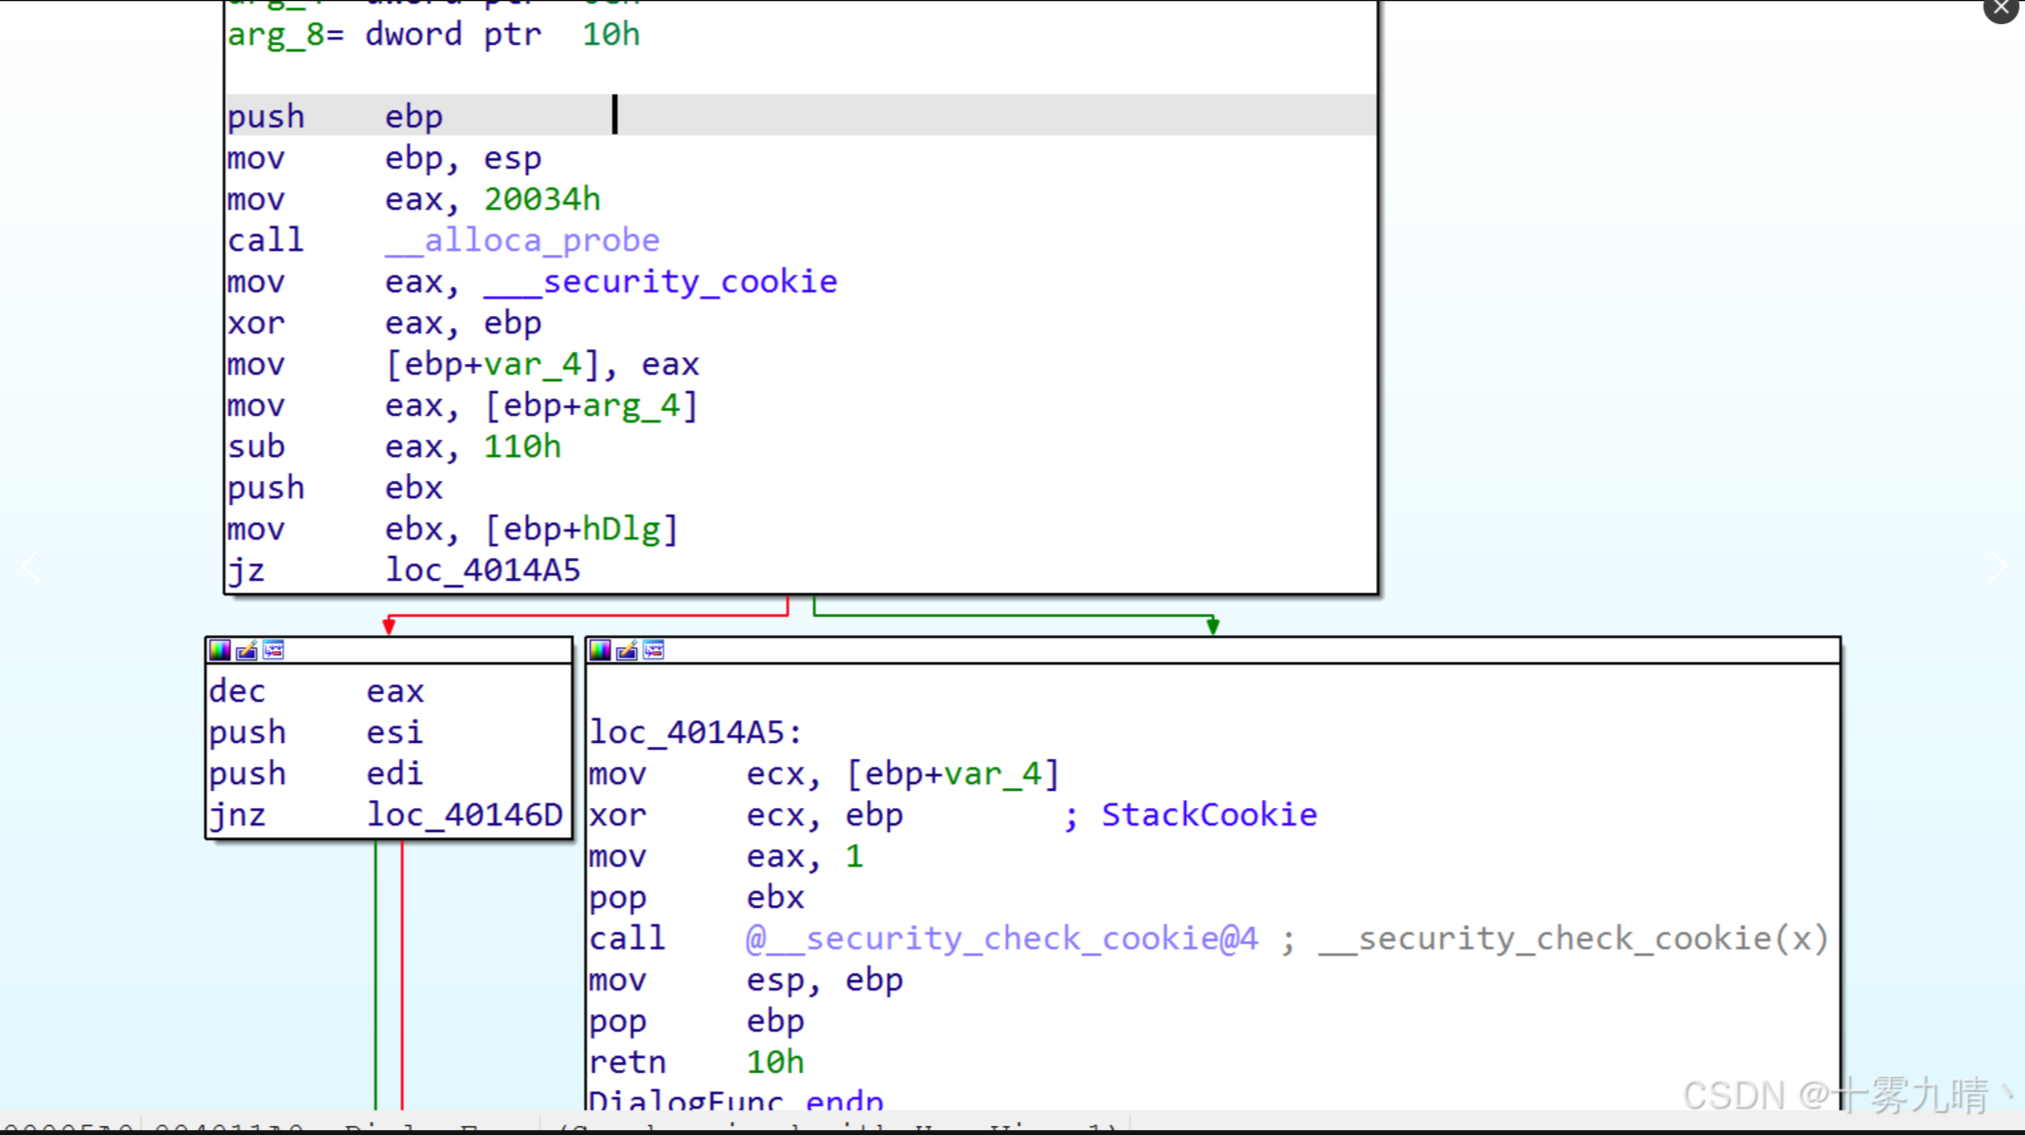 arg_8= dword ptr  10h
push    ebp
mov     ebp, esp
mov     eax, 20034h
call    __alloca_probe
mov     eax, ___security_cookie
xor     eax, ebp
mov     [ebp+var_4], eax
mov     eax, [ebp+arg_4]
sub     eax, 110h
push    ebx
mov     ebx, [ebp+hDlg]
jz      loc_4014A5
dec     eax
push    esi
push    edi
jnz     loc_40146D
loc_4014A5:
mov     ecx, [ebp+var_4]
xor     ecx, ebp        ; StackCookie
mov     eax, 1
pop     ebx
call    @__security_check_cookie@4 ; __security_check_cookie(x)
mov     esp, ebp
pop     ebp
retn    10h
DialogFunc endp
CSDN @十雾九晴丶